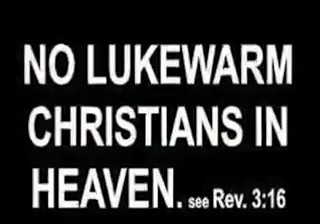 NO LUKEWARM
CHRISTIANS IN
HEAVEN. see Rev. 3:16